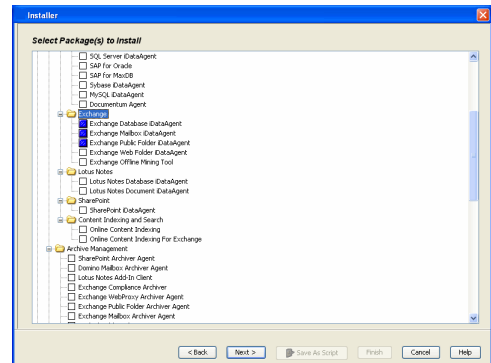 Installer
Select Package(s) to Install
SQL Server iDataAgent
SAP for Oracle
SAP for MaxDB
Sybase iDataAgent
MySQL iDataAgent
Documentum Agent
Exchange
Exchange Database iDataAgent
Exchange Mailbox iDataAgent
Exchange Public Folder iDataAgent
Exchange Web Folder iDataAgent
Exchange Offline Mining Tool
Lotus Notes
Lotus Notes Database iDataAgent
Lotus Notes Document iDataAgent
SharePoint
SharePoint iDataAgent
Content Indexing and Search
Online Content Indexing
Online Content Indexing For Exchange
Archive Management
SharePoint Archiver Agent
Domino Mailbox Archiver Agent
Lotus Notes Add-In Client
Exchange Compliance Archiver
Exchange WebProxy Archiver Agent
Exchange Public Folder Archiver Agent
Exchange Mailbox Archiver Agent
< Back Next > Save As Script Finish Cancel Help